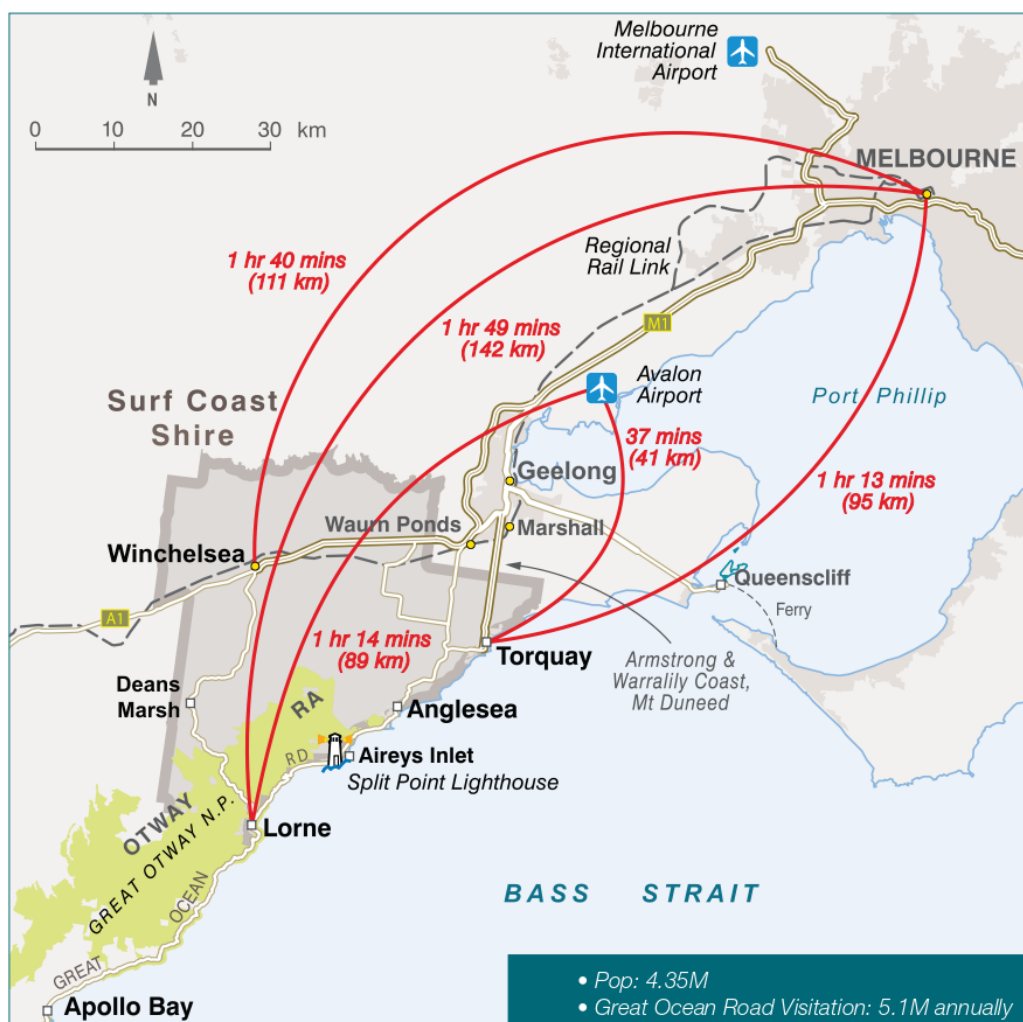 Melbourne
International
Airport
N
0 10 20 30 km
MELBOURNE
1 hr 40 mins
(111 km)
Regional
Rail Link
1 hr 49 mins
(142 km)
M1
Avalon
Airport
Port Phillip
Surf Coast
Shire
37 mins
(41 km)
Geelong
1 hr 13 mins
(95 km)
Waurn Ponds
Marshall
Winchelsea
Queenscliff
A1
Ferry
1 hr 14 mins
(89 km)
Torquay
Armstrong &
Warralily Coast,
Mt Duneed
Deans
Marsh
RA
Anglesea
RD
Aireys Inlet
Split Point Lighthouse
OTWAY
GREAT OTWAY N.P.
Lorne
OCEAN
BASS STRAIT
GREAT
Apollo Bay
• Pop: 4.35M
• Great Ocean Road Visitation: 5.1M annually